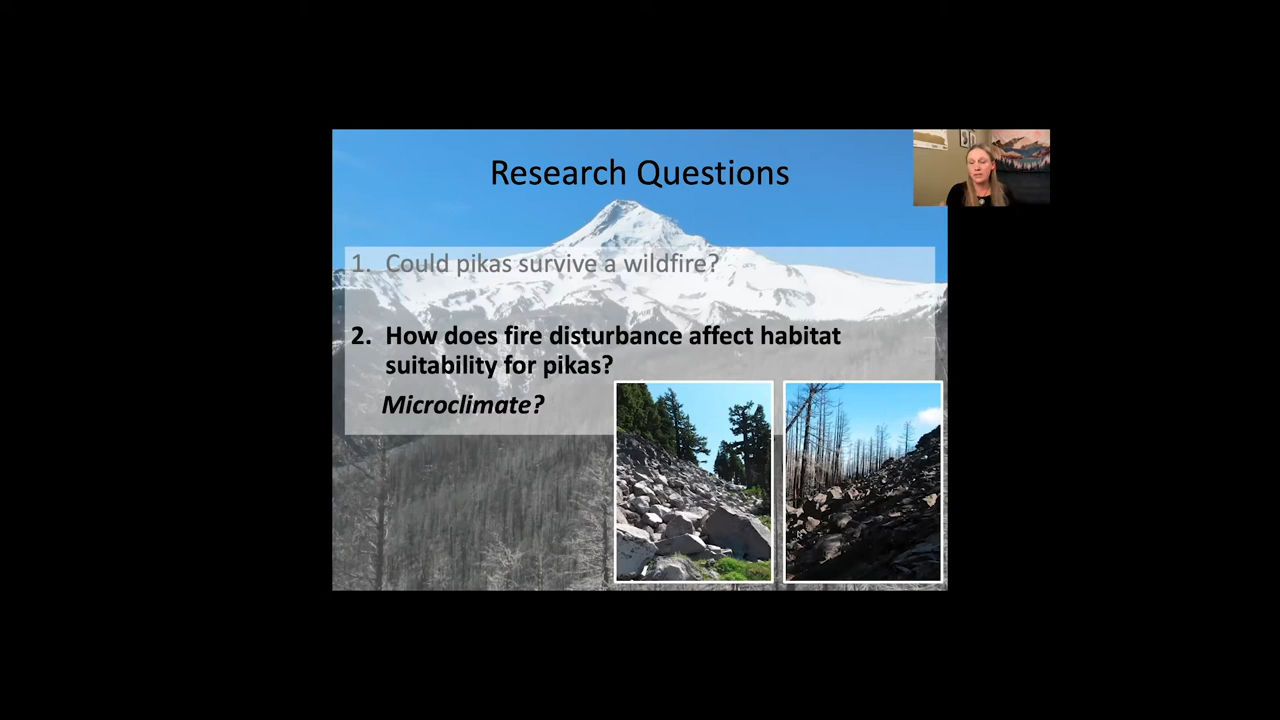 Research Questions
1. Could pikas survive a wildfire?
2. How does fire disturbance affect habitat
suitability for pikas?
Microclimate?